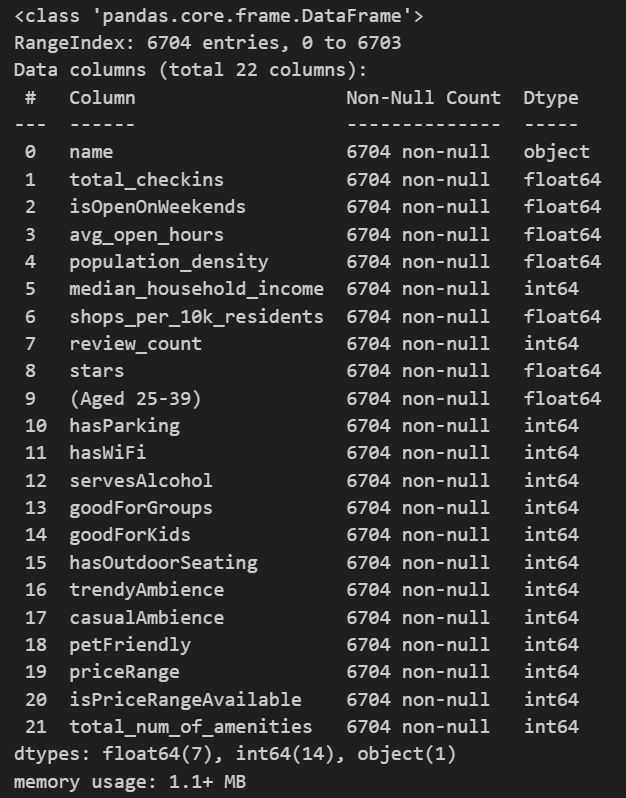 <class 'pandas.core.frame.DataFrame'>
RangeIndex: 6704 entries, 0 to 6703
Data columns (total 22 columns):
 #   Column                   Non-Null Count  Dtype
---  ------                   --------------  -----
 0   name                     6704 non-null   object
 1   total_checkins           6704 non-null   float64
 2   isOpenOnWeekends         6704 non-null   float64
 3   avg_open_hours           6704 non-null   float64
 4   population_density       6704 non-null   float64
 5   median_household_income  6704 non-null   int64
 6   shops_per_10k_residents  6704 non-null   float64
 7   review_count             6704 non-null   int64
 8   stars                    6704 non-null   float64
 9   (Aged 25-39)             6704 non-null   float64
 10  hasParking               6704 non-null   int64
 11  hasWiFi                  6704 non-null   int64
 12  servesAlcohol            6704 non-null   int64
 13  goodForGroups            6704 non-null   int64
 14  goodForKids              6704 non-null   int64
 15  hasOutdoorSeating        6704 non-null   int64
 16  trendyAmbience           6704 non-null   int64
 17  casualAmbience           6704 non-null   int64
 18  petFriendly              6704 non-null   int64
 19  priceRange               6704 non-null   int64
 20  isPriceRangeAvailable    6704 non-null   int64
 21  total_num_of_amenities   6704 non-null   int64
dtypes: float64(7), int64(14), object(1)
memory usage: 1.1+ MB